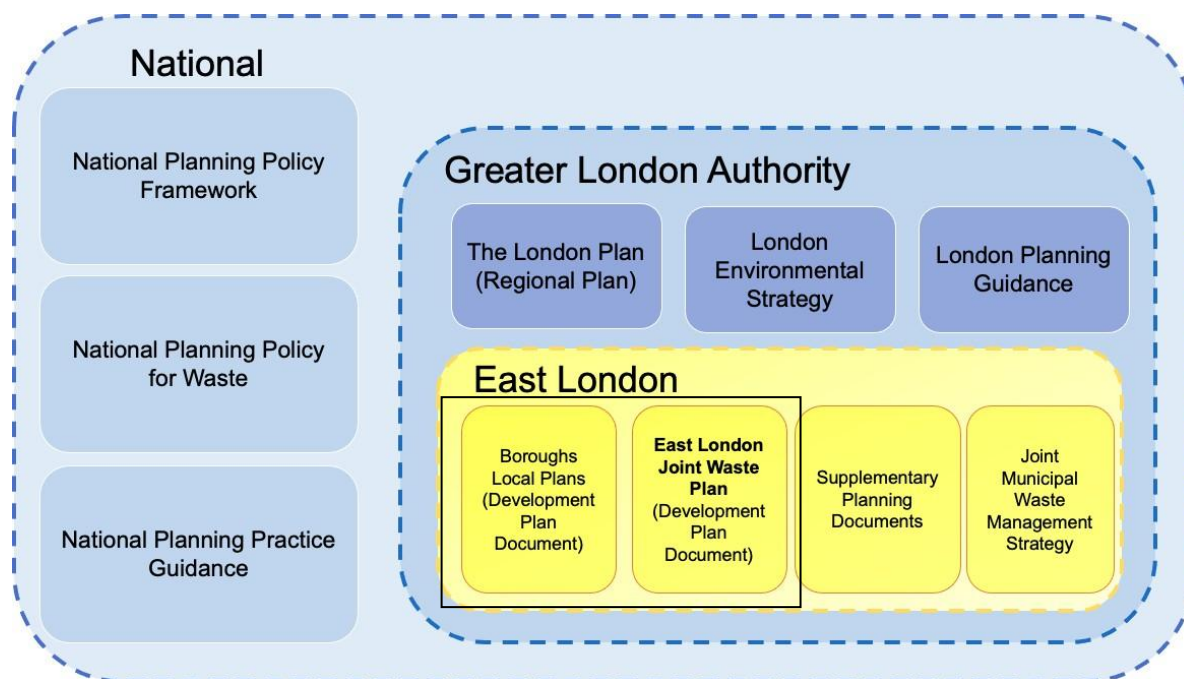 National
National Planning Policy
Framework
National Planning Policy
for Waste
National Planning Practice
Guidance
Greater London Authority
The London Plan
(Regional Plan)
London
Environmental
Strategy
London Planning
Guidance
East London
Boroughs
Local Plans
(Development
Plan
Document)
East London
Joint Waste
Plan
(Development
Plan
Document)
Supplementary
Planning
Documents
Joint
Municipal
Waste
Management
Strategy